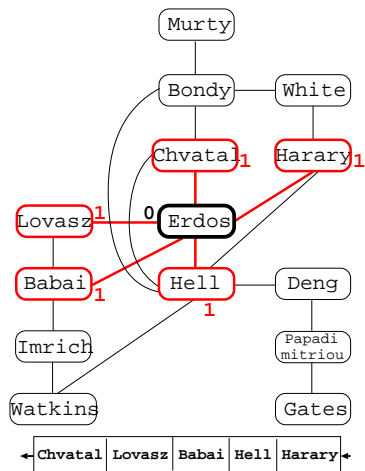 Murty
Bondy White
Chvatal 1 Harary 1
Lovasz 1 0 Erdos
Babai 1 Hell 1 Deng
Imrich Papadi
mitriou
Watkins Gates
Chvatal Lovasz Babai Hell Harary